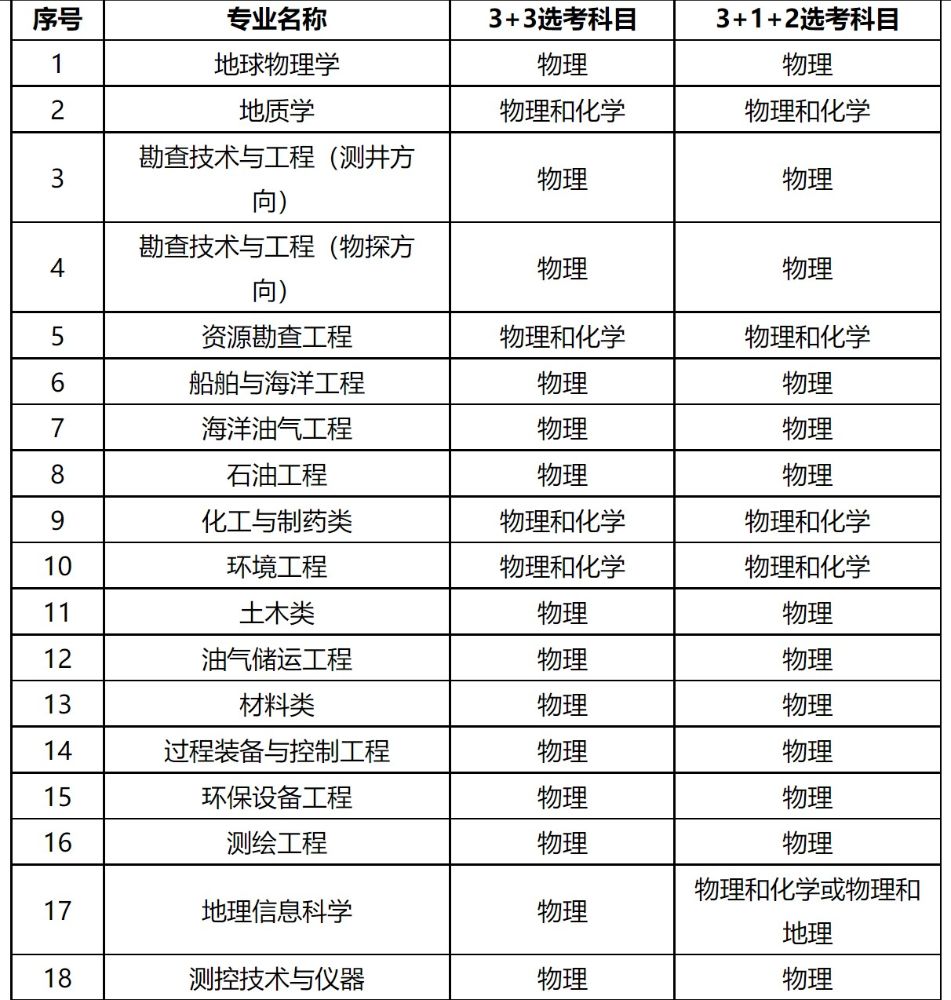 序号 专业名称 3+3选考科目 3+1+2选考科目
1 地球物理学 物理 物理
2 地质学 物理和化学 物理和化学
勘查技术与工程（测井方
3 物理 物理
向）
勘查技术与工程（物探方
4 物理 物理
向）
5 资源勘查工程 物理和化学 物理和化学
6 船舶与海洋工程 物理 物理
7 海洋油气工程 物理 物理
8 石油工程 物理 物理
9 化工与制药类 物理和化学 物理和化学
10 环境工程 物理和化学 物理和化学
11 土木类 物理 物理
12 油气储运工程 物理 物理
13 材料类 物理 物理
14 过程装备与控制工程 物理 物理
15 环保设备工程 物理 物理
16 测绘工程 物理 物理
物理和化学或物理和
17 地理信息科学 物理
地理
18 测控技术与仪器 物理 物理